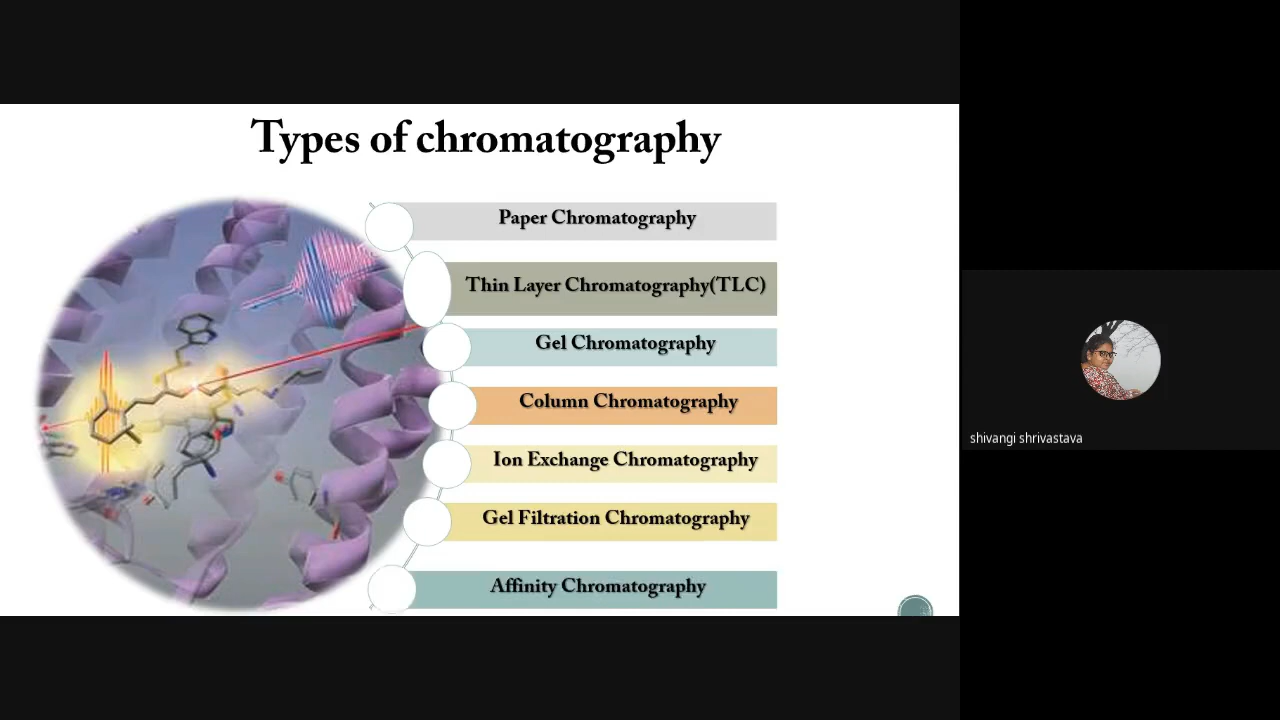 Types of chromatography
Paper Chromatography
Thin Layer Chromatography(TLC)
Gel Chromatography
Column Chromatography
Ion Exchange Chromatography
Gel Filtration Chromatography
Affinity Chromatography
shivangi shrivastava